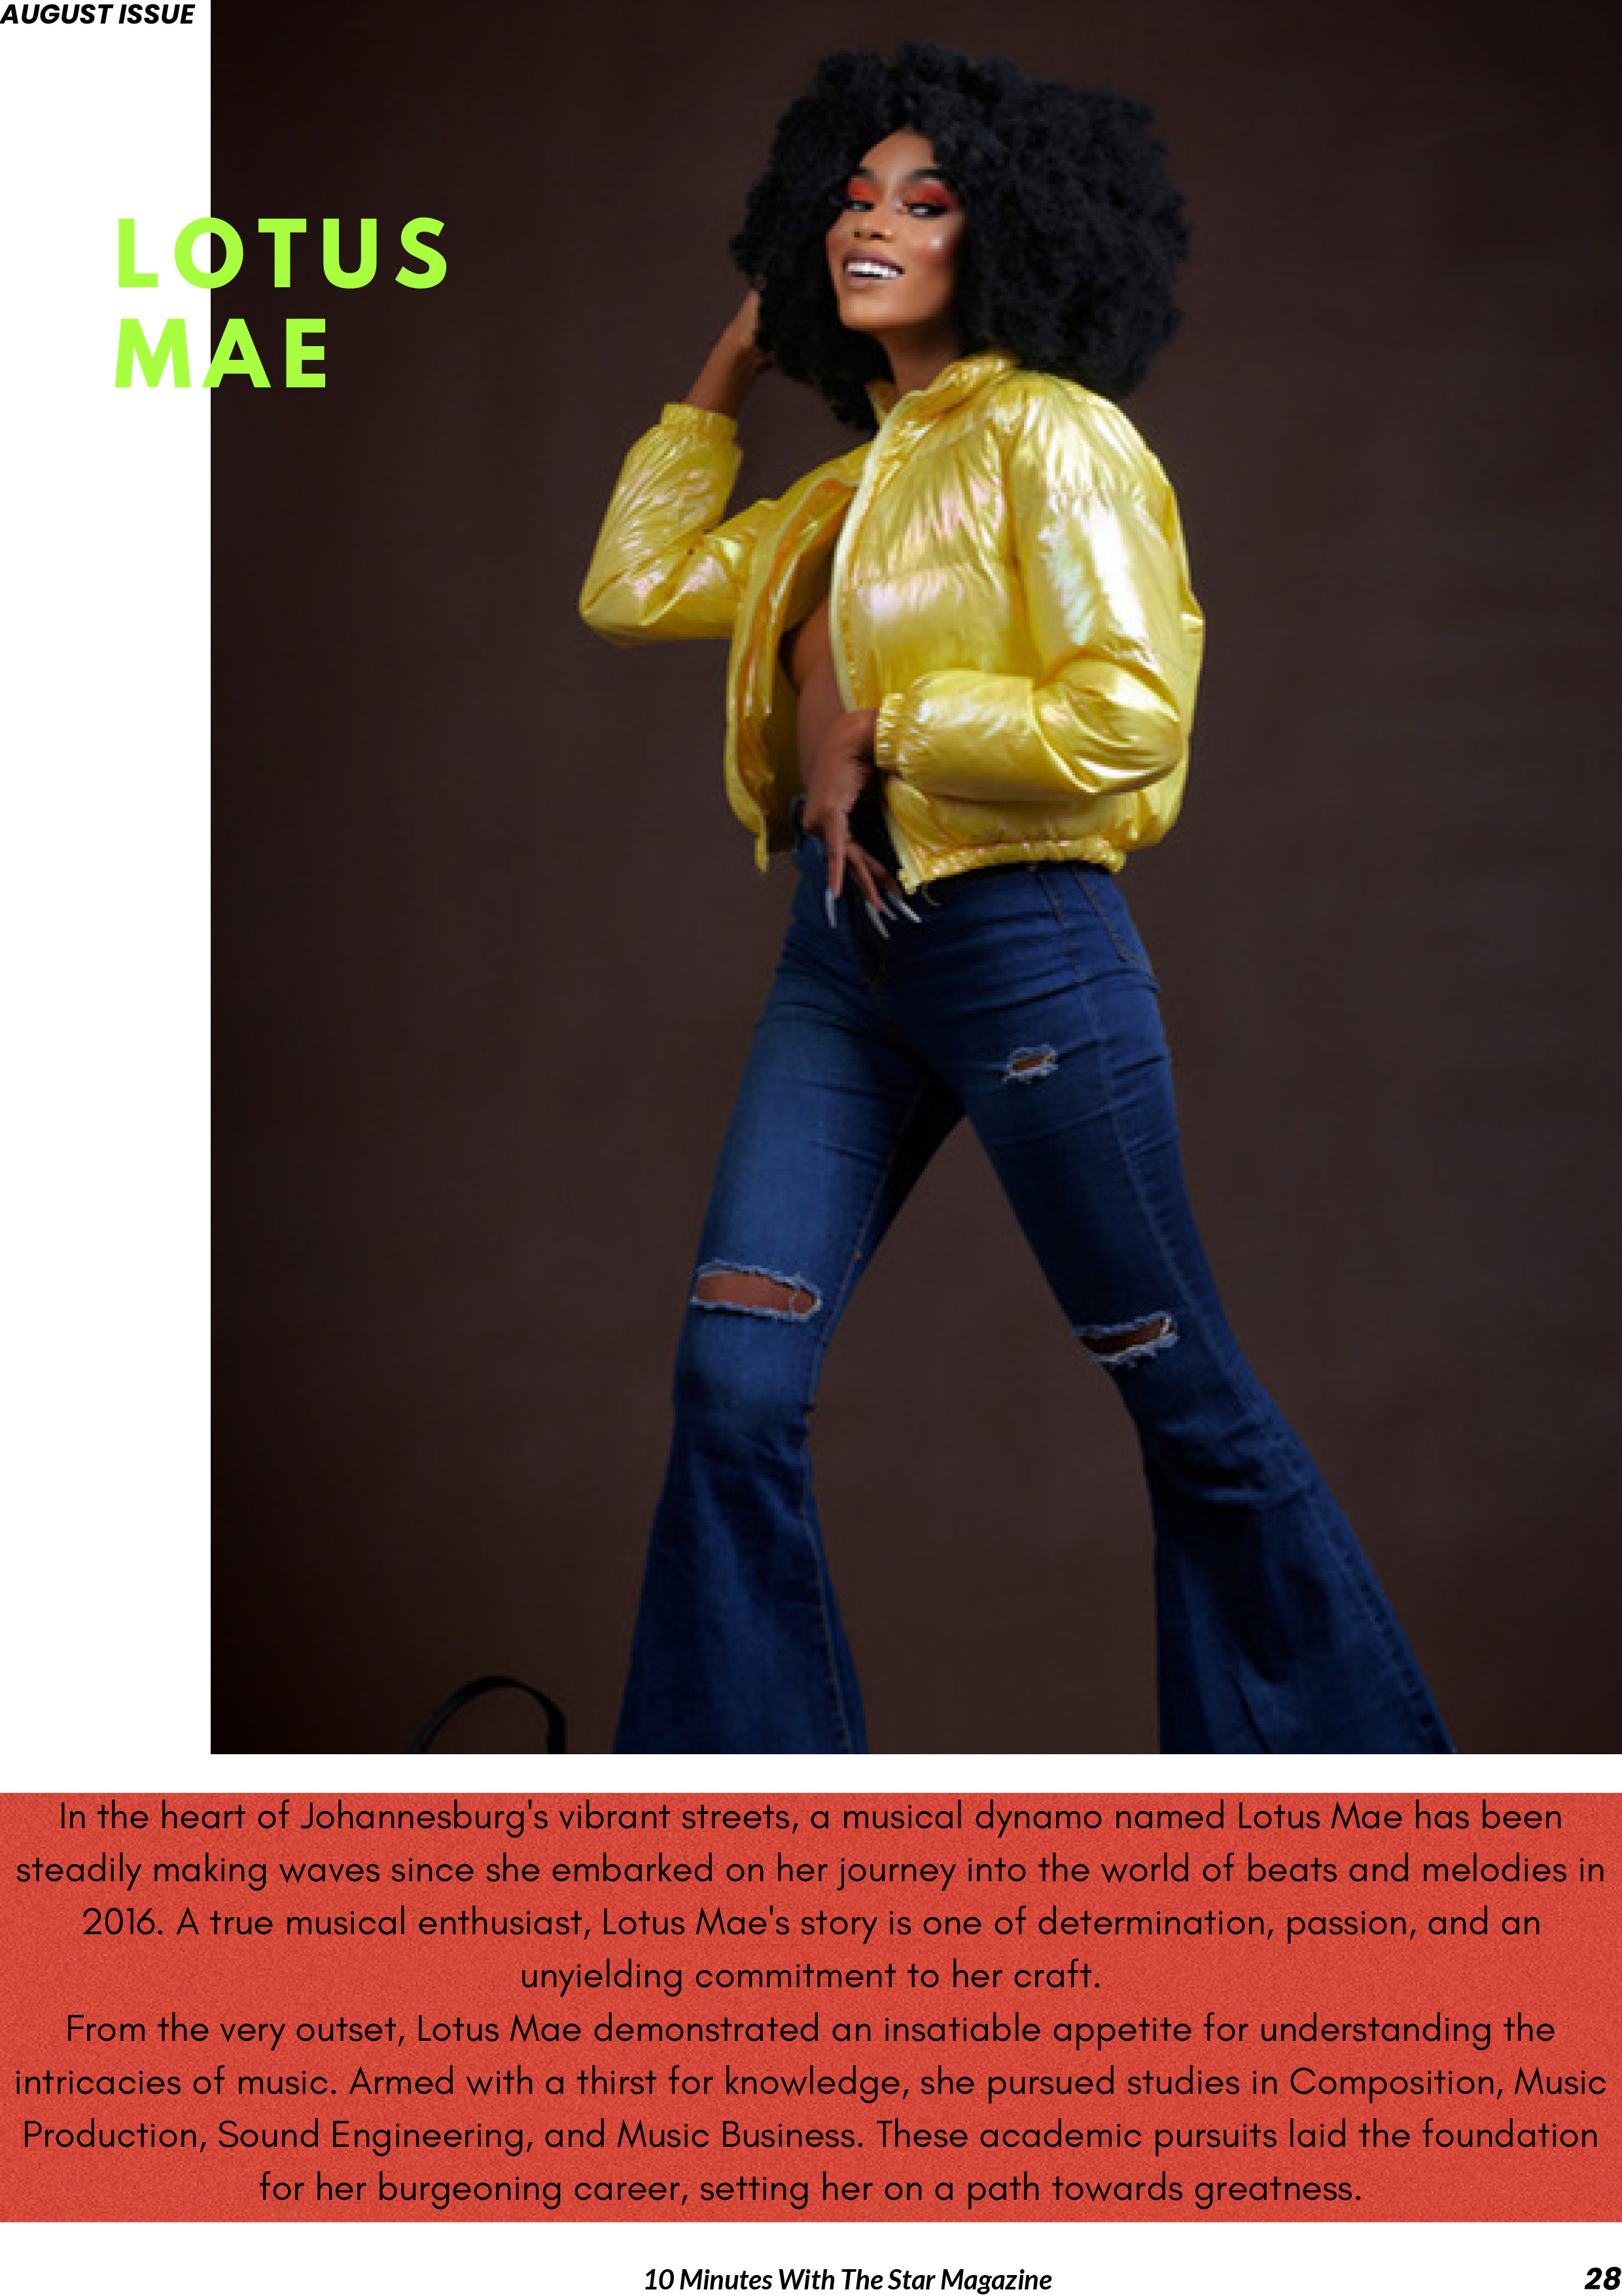 AUGUST ISSUE
LOTUS
MAE
In the heart of Johannesburg's vibrant streets, a musical dynamo named Lotus Mae has been
steadily making waves since she embarked on her journey into the world of beats and melodies in
2016. A true musical enthusiast, Lotus Mae's story is one of determination, passion, and an
unyielding commitment to her craft.
From the very outset, Lotus Mae demonstrated an insatiable appetite for understanding the
intricacies of music. Armed with a thirst for knowledge, she pursued studies in Composition, Music
Production, Sound Engineering, and Music Business. These academic pursuits laid the foundation
for her burgeoning career, setting her on a path towards greatness.
10 Minutes With The Star Magazine
28